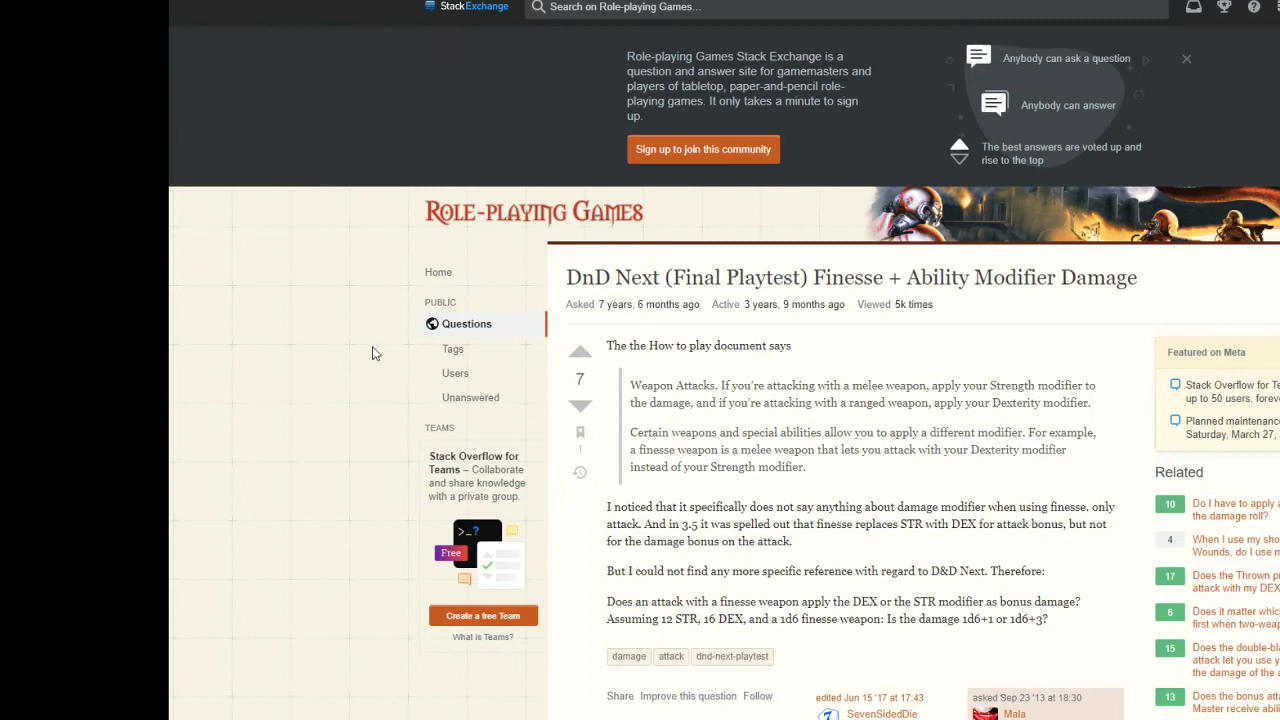 StackExchange
Search on Role-playing Games...
Role-playing Games Stack Exchange is a
question and answer site for gamemasters and
players of tabletop, paper-and-pencil role-
playing games. It only takes a minute to sign
up.
Sign up to join this community
Anybody can ask a question
Anybody can answer
The best answers are voted up and
rise to the top
ROLE-PLAYING GAMES
Home
PUBLIC
Questions
Tags
Users
Unanswered
TEAMS
Stack Overflow for
Teams – Collaborate
and share knowledge
with a private group.
>_?
Free
Create a free Team
What is Teams?
DnD Next (Final Playtest) Finesse + Ability Modifier Damage
Asked 7 years, 6 months ago Active 3 years, 9 months ago Viewed 5k times
7
1
The the How to play document says
Weapon Attacks. If you're attacking with a melee weapon, apply your Strength modifier to
the damage, and if you're attacking with a ranged weapon, apply your Dexterity modifier.
Certain weapons and special abilities allow you to apply a different modifier. For example,
a finesse weapon is a melee weapon that lets you attack with your Dexterity modifier
instead of your Strength modifier.
I noticed that it specifically does not say anything about damage modifier when using finesse. only
attack. And in 3.5 it was spelled out that finesse replaces STR with DEX for attack bonus, but not
for the damage bonus on the attack.
But I could not find any more specific reference with regard to D&D Next. Therefore:
Does an attack with a finesse weapon apply the DEX or the STR modifier as bonus damage?
Assuming 12 STR, 16 DEX, and a 1d6 finesse weapon: Is the damage 1d6+1 or 1d6+3?
damage attack dnd-next-playtest
Share Improve this question Follow
edited Jun 15 '17 at 17:43
SevenSidedDie
asked Sep 23 '13 at 18:30
Mala
Featured on Meta
Stack Overflow for Te
up to 50 users, foreve
Planned maintenance
Saturday, March 27,
Related
10 Do I have to apply a
the damage roll?
4 When I use my sho
Wounds, do I use m
17 Does the Thrown pr
attack with my DEX
6 Does it matter which
first when two-weap
15 Does the double-bla
attack let you use y
the damage of the a
13 Does the bonus atta
Master receive abili